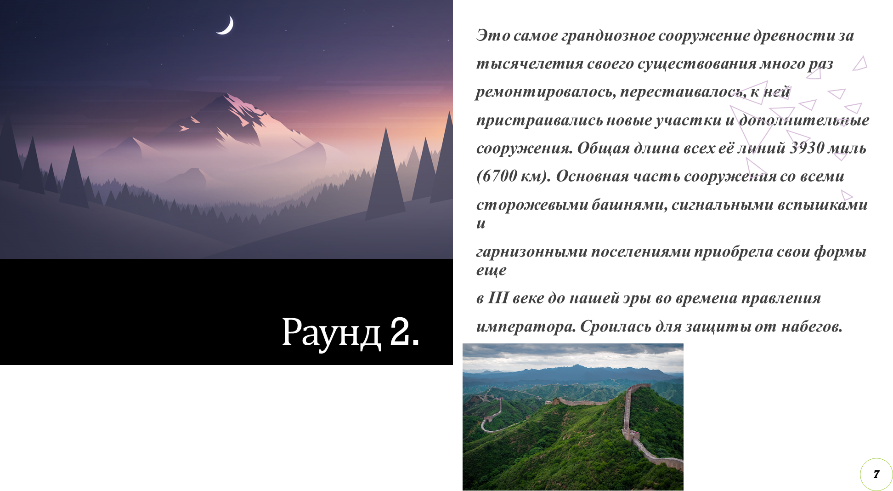 Раунд 2.
Это самое грандиозное сооружение древности за
тысячелетия своего существования много раз
ремонтировалось, перестаивалось, к ней
пристраивались новые участки и дополнительные
сооружения. Общая длина всех её линий 3930 миль
(6700 км). Основная часть сооружения со всеми
сторожевыми башнями, сигнальными вспышками
и
гарнизонными поселениями приобрела свои формы
еще
в III веке до нашей эры во времена правления
императора. Сроилась для защиты от набегов.
7